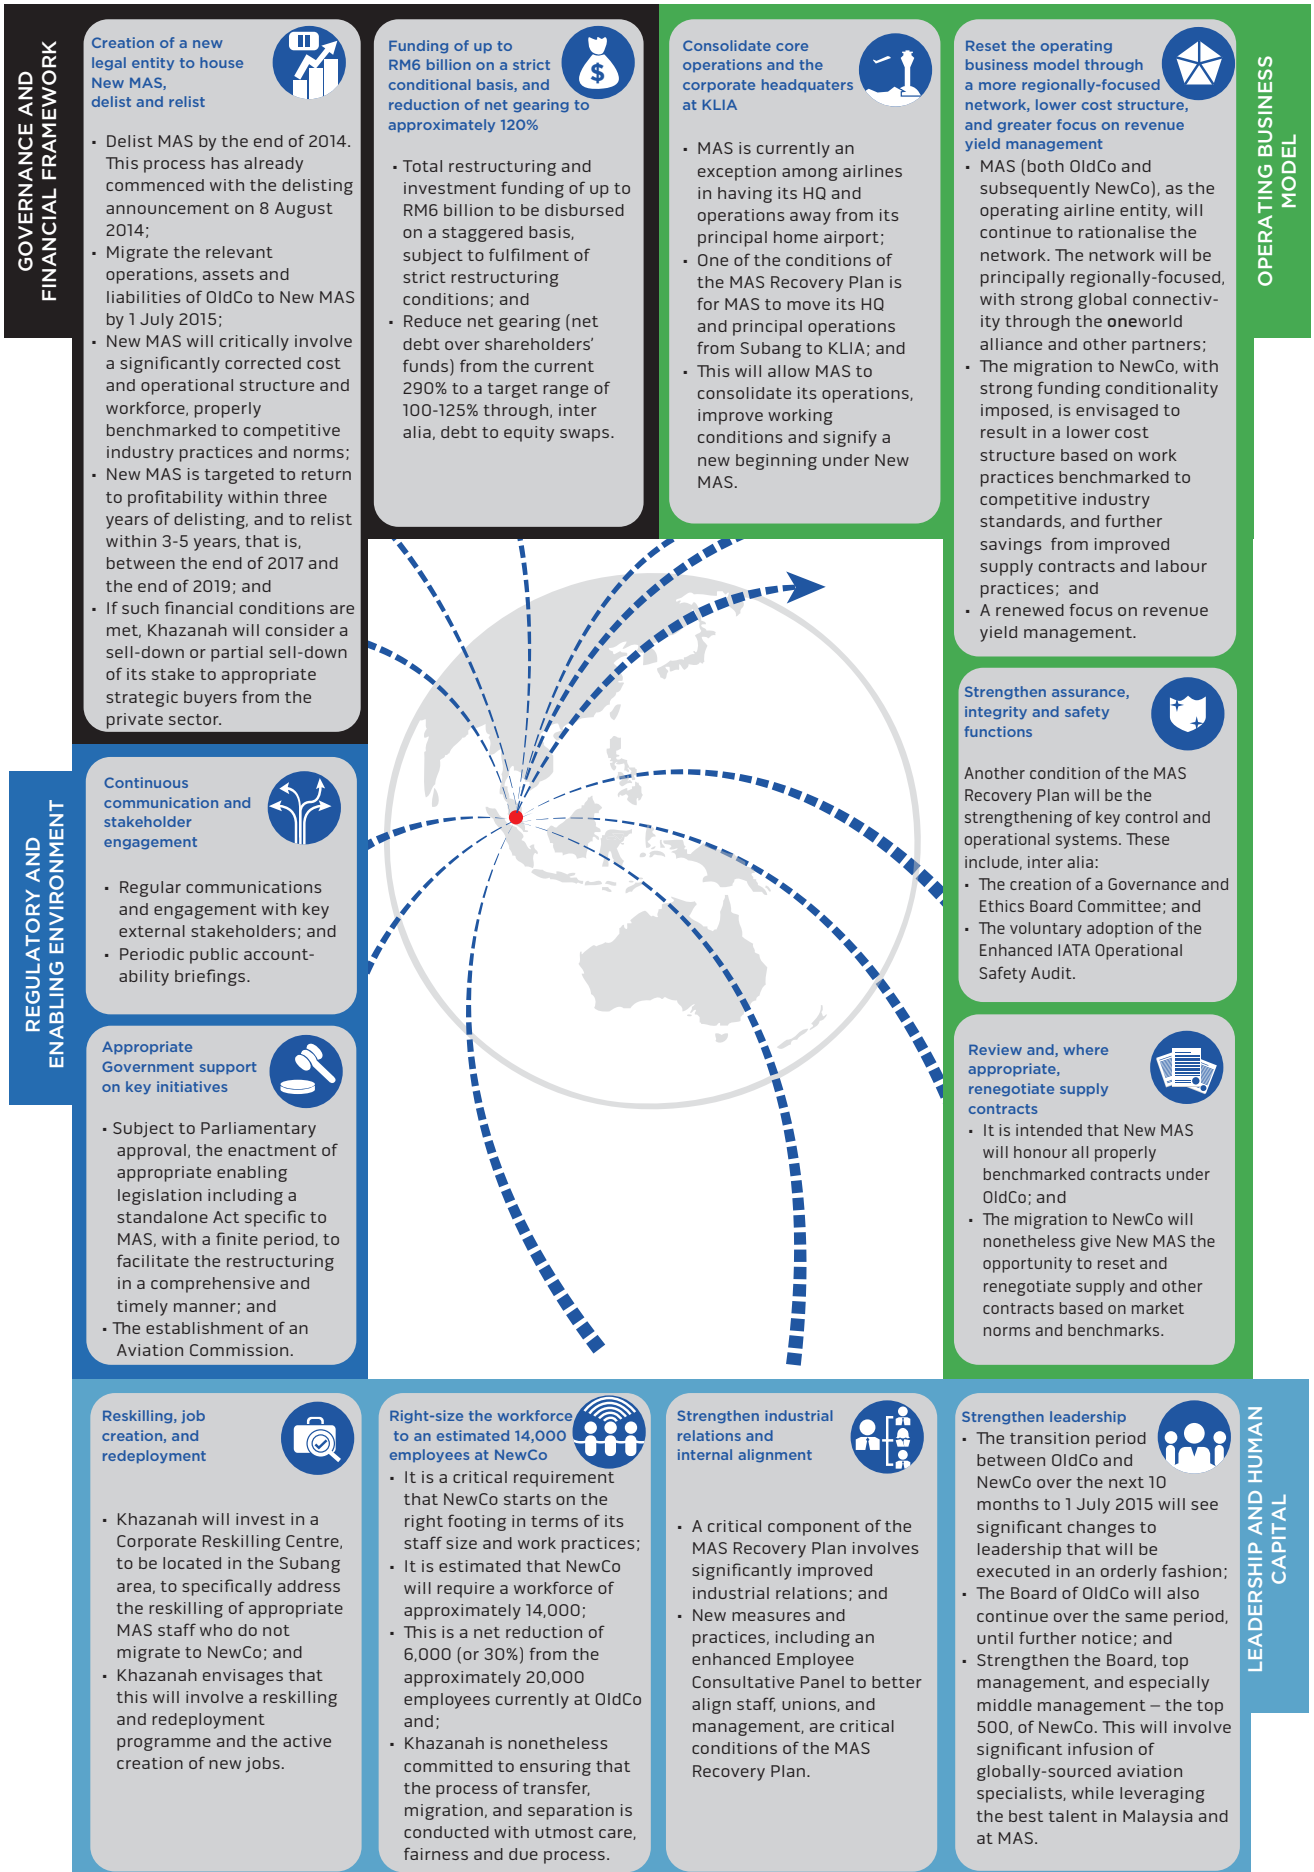 GOVERNANCE AND
FINANCIAL FRAMEWORK
Creation of a new
legal entity to house
New MAS,
delist and relist
• Delist MAS by the end of 2014.
This process has already
commenced with the delisting
announcement on 8 August
2014;
• Migrate the relevant
operations, assets and
liabilities of OldCo to New MAS
by 1 July 2015;
• New MAS will critically involve
a significantly corrected cost
and operational structure and
workforce, properly
benchmarked to competitive
industry practices and norms;
• New MAS is targeted to return
to profitability within three
years of delisting, and to relist
within 3-5 years, that is,
between the end of 2017 and
the end of 2019; and
• If such financial conditions are
met, Khazanah will consider a
sell-down or partial sell-down
of its stake to appropriate
strategic buyers from the
private sector.
Funding of up to
RM6 billion on a strict
conditional basis, and
reduction of net gearing to
approximately 120%
$
• Total restructuring and
investment funding of up to
RM6 billion to be disbursed
on a staggered basis,
subject to fulfilment of
strict restructuring
conditions; and
• Reduce net gearing (net
debt over shareholders'
funds) from the current
290% to a target range of
100-125% through, inter
alia, debt to equity swaps.
Consolidate core
operations and the
corporate headquaters
at KLIA
• MAS is currently an
exception among airlines
in having its HQ and
operations away from its
principal home airport;
• One of the conditions of
the MAS Recovery Plan is
for MAS to move its HQ
and principal operations
from Subang to KLIA; and
• This will allow MAS to
consolidate its operations,
improve working
conditions and signify a
new beginning under New
MAS.
OPERATING BUSINESS
MODEL
Reset the operating
business model through
a more regionally-focused
network, lower cost structure,
and greater focus on revenue
yield management
• MAS (both OldCo and
subsequently NewCo), as the
operating airline entity, will
continue to rationalise the
network. The network will be
principally regionally-focused,
with strong global connectiv-
ity through the oneworld
alliance and other partners;
• The migration to NewCo, with
strong funding conditionality
imposed, is envisaged to
result in a lower cost
structure based on work
practices benchmarked to
competitive industry
standards, and further
savings from improved
supply contracts and labour
practices; and
• A renewed focus on revenue
yield management.
Strengthen assurance,
integrity and safety
functions
Another condition of the MAS
Recovery Plan will be the
strengthening of key control and
operational systems. These
include, inter alia:
• The creation of a Governance and
Ethics Board Committee; and
• The voluntary adoption of the
Enhanced IATA Operational
Safety Audit.
Review and, where
appropriate,
renegotiate supply
contracts
• It is intended that New MAS
will honour all properly
benchmarked contracts under
OldCo; and
• The migration to NewCo will
nonetheless give New MAS the
opportunity to reset and
renegotiate supply and other
contracts based on market
norms and benchmarks.
REGULATORY AND
ENABLING ENVIRONMENT
Continuous
communication and
stakeholder
engagement
• Regular communications
and engagement with key
external stakeholders; and
• Periodic public account-
ability briefings.
Appropriate
Government support
on key initiatives
• Subject to Parliamentary
approval, the enactment of
appropriate enabling
legislation including a
standalone Act specific to
MAS, with a finite period, to
facilitate the restructuring
in a comprehensive and
timely manner; and
• The establishment of an
Aviation Commission.
Reskilling, job
creation, and
redeployment
• Khazanah will invest in a
Corporate Reskilling Centre,
to be located in the Subang
area, to specifically address
the reskilling of appropriate
MAS staff who do not
migrate to NewCo; and
• Khazanah envisages that
this will involve a reskilling
and redeployment
programme and the active
creation of new jobs.
Right-size the workforce
to an estimated 14,000
employees at NewCo
• It is a critical requirement
that NewCo starts on the
right footing in terms of its
staff size and work practices;
• It is estimated that NewCo
will require a workforce of
approximately 14,000;
• This is a net reduction of
6,000 (or 30%) from the
approximately 20,000
employees currently at OldCo
and;
• Khazanah is nonetheless
committed to ensuring that
the process of transfer,
migration, and separation is
conducted with utmost care,
fairness and due process.
Strengthen industrial
relations and
internal alignment
• A critical component of the
MAS Recovery Plan involves
significantly improved
industrial relations; and
• New measures and
practices, including an
enhanced Employee
Consultative Panel to better
align staff, unions, and
management, are critical
conditions of the MAS
Recovery Plan.
Strengthen leadership
• The transition period
between OldCo and
NewCo over the next 10
months to 1 July 2015 will see
significant changes to
leadership that will be
executed in an orderly fashion;
• The Board of OldCo will also
continue over the same period,
until further notice; and
• Strengthen the Board, top
management, and especially
middle management – the top
500, of NewCo. This will involve
significant infusion of
globally-sourced aviation
specialists, while leveraging
the best talent in Malaysia and
at MAS.
LEADERSHIP AND HUMAN
CAPITAL